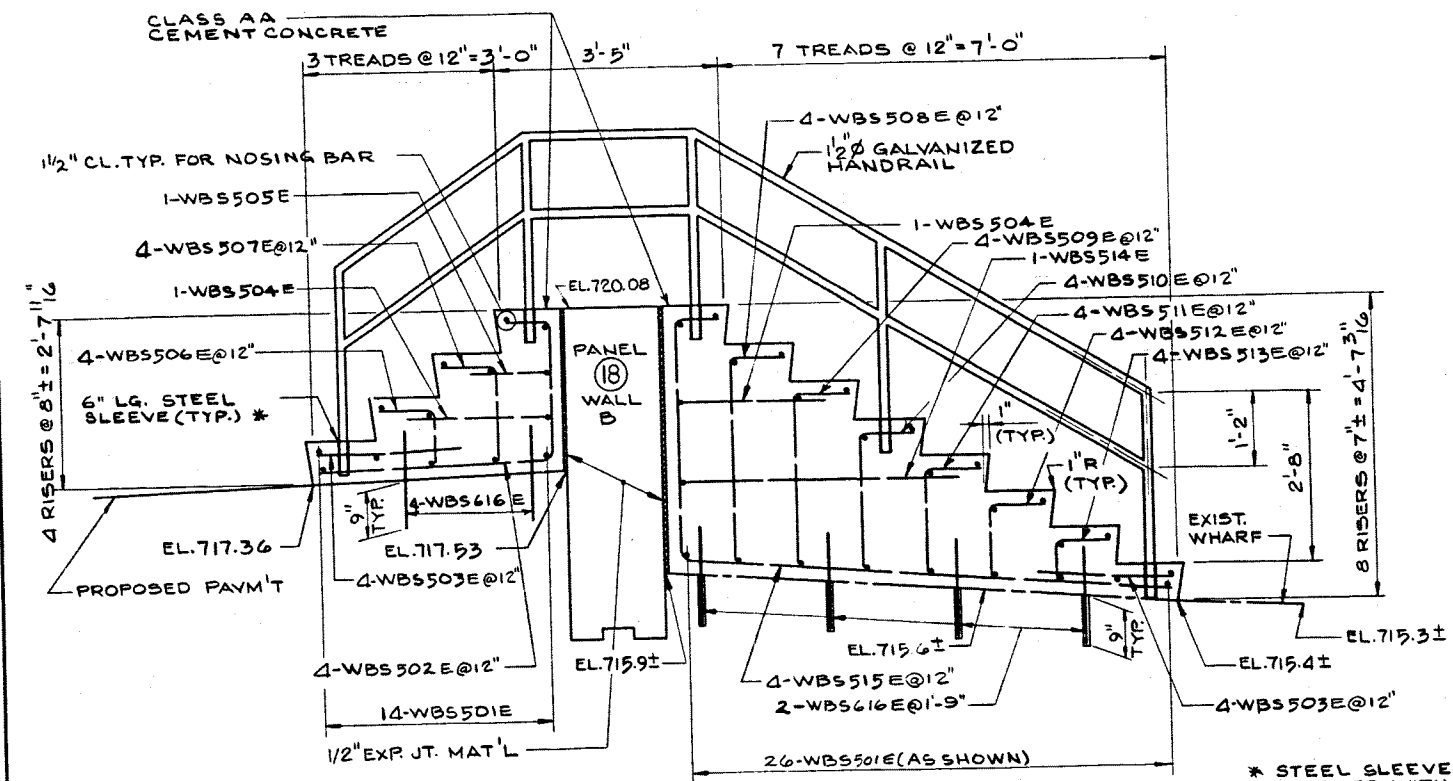 CLASS AA
CEMENT CONCRETE
3 TREADS @ 12" = 3'-0"
3'-5"
7 TREADS @ 12" = 7'-0"
4-WBS508E@12"
1 1/2"Ø GALVANIZED
HANDRAIL
1 1/2" CL. TYP. FOR NOSING BAR
1-WBS505E
4-WBS507E@12"
1-WBS504E
4-WBS506E@12"
6" LG. STEEL
SLEEVE (TYP.) *
4 RISERS @ 8"± = 2'-7 11/16"
EL.720.08
PANEL
18
WALL
B
1-WBS504E
4-WBS509E@12"
1-WBS514E
4-WBS510E@12"
4-WBS511E@12"
4-WBS512E@12"
4-WBS513E@12"
1"
(TYP.)
1"R
(TYP.)
1'-2"
2'-8"
8 RISERS @ 7"± = 4'-7 3/16"
EXIST.
WHARF
9"
TYP.
4-WBS616E
EL.717.36
EL.717.53
4-WBS503E@12"
PROPOSED PAVM'T
4-WBS502E@12"
EL.715.9±
EL.715.6±
9"
TYP.
EL.715.3±
EL.715.4±
4-WBS515E@12"
2-WBS616E@1'-9"
4-WBS503E@12"
14-WBS501E
1/2" EXP. JT. MAT'L
26-WBS501E (AS SHOWN)
* STEEL SLEEVE